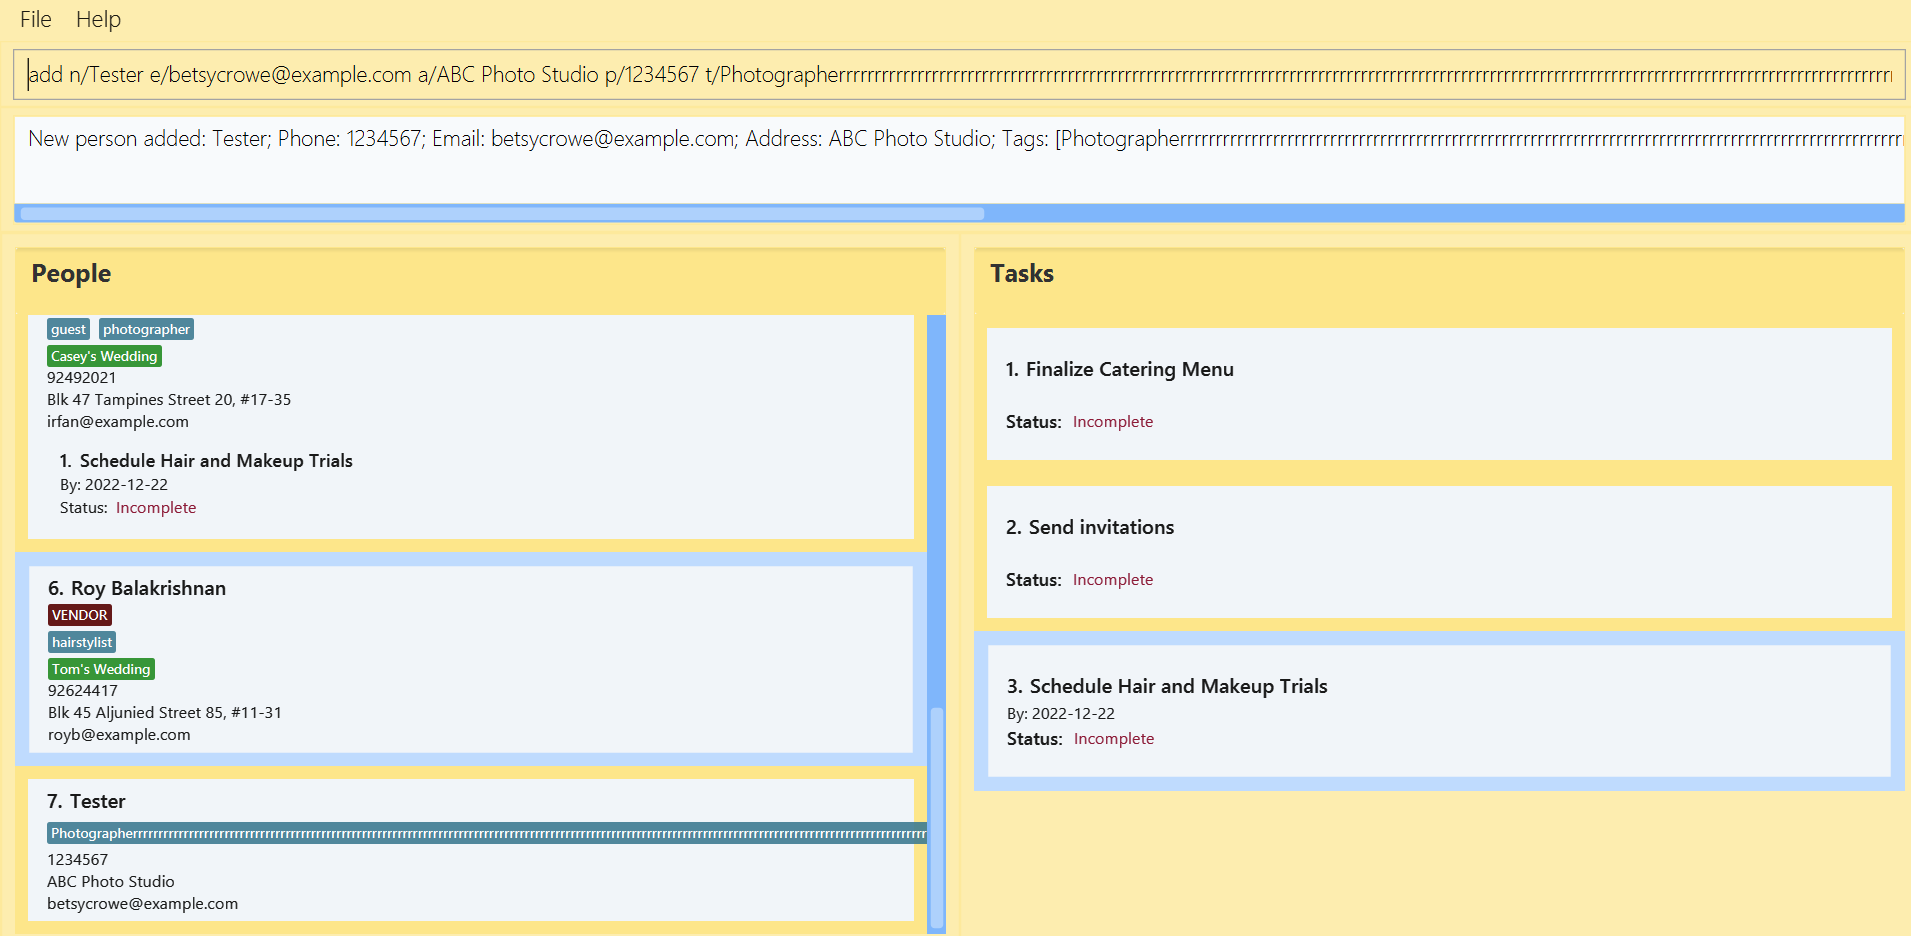 File Help
add n/Tester e/betsycrowe@example.com a/ABC Photo Studio p/1234567
New person added: Tester; Phone: 1234567; Email: betsycrowe@example.com; Address: ABC Photo Studio; Tags:
People
guest photographer
Casey's Wedding
92492021
Blk 47 Tampines Street 20, #17-35
irfan@example.com
1. Schedule Hair and Makeup Trials
By: 2022-12-22
Status: Incomplete
6. Roy Balakrishnan
VENDOR
hairstylist
Tom's Wedding
92624417
Blk 45 Aljunied Street 85, #11-31
royb@example.com
7. Tester
1234567
ABC Photo Studio
betsycrowe@example.com
Tasks
1. Finalize Catering Menu
Status: Incomplete
2. Send invitations
Status: Incomplete
3. Schedule Hair and Makeup Trials
By: 2022-12-22
Status: Incomplete